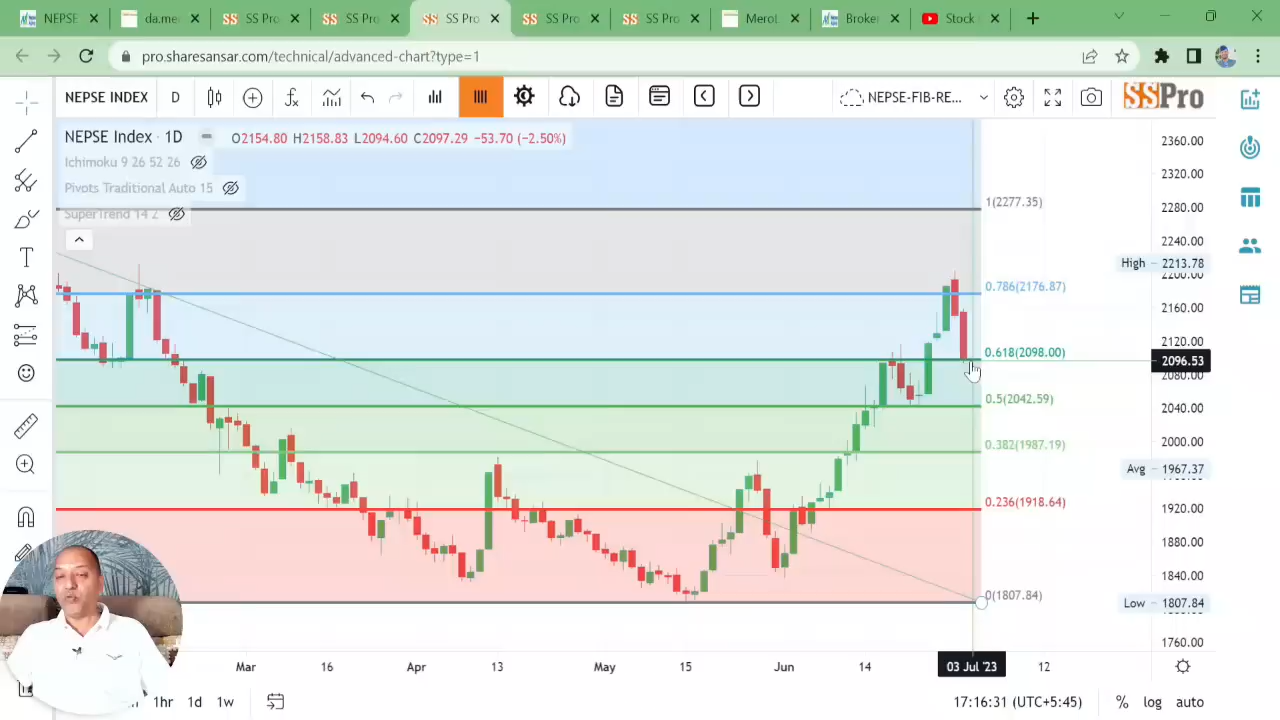 NEPSE
da.me
SS Pro
SS Pro
SS Pro
SS Pro
SS Pro
Merol
Broker
Stock
pro.sharesansar.com/technical/advanced-chart?type=1
NEPSE INDEX D NEPSE-FIB-RE... SSPro
NEPSE Index · 1D O2154.80 H2158.83 L2094.60 C2097.29 −53.70 (−2.50%)
Ichimoku 9 26 52 26
Pivots Traditional Auto 15
SuperTrend 14 2
1(2277.35)
0.786(2176.87)
0.618(2098.00)
0.5(2042.59)
0.382(1987.19)
0.236(1918.64)
0(1807.84)
2360.00
2320.00
2280.00
2240.00
High 2213.78
2200.00
2160.00
2120.00
2096.53
2080.00
2040.00
2000.00
Avg 1967.37
1920.00
1880.00
1840.00
Low 1807.84
1760.00
Mar 16 Apr 13 May 15 Jun 14 03 Jul '23 12
1hr 1d 1w 17:16:31 (UTC+5:45) % log auto